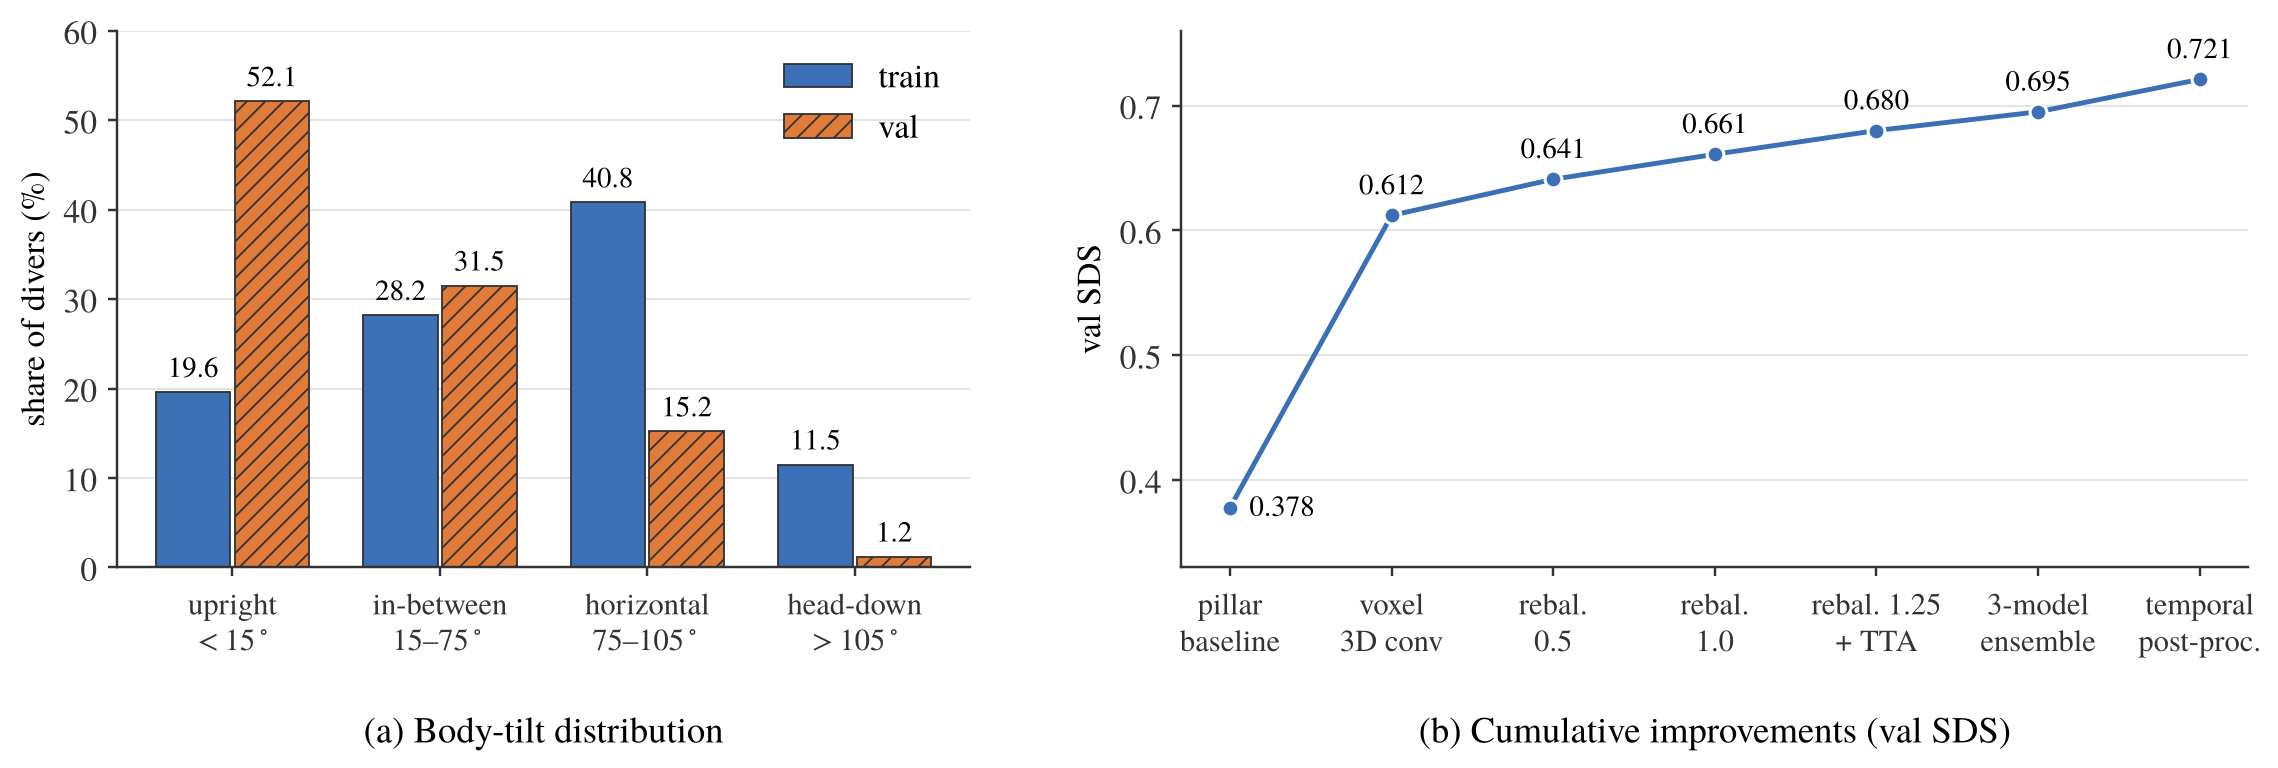 60
50
40
30
20
10
0
share of divers (%)
19.6
52.1
28.2
31.5
40.8
15.2
11.5
1.2
train
val
upright
< 15°
in-between
15–75°
horizontal
75–105°
head-down
> 105°
(a) Body-tilt distribution
0.7
0.6
0.5
0.4
val SDS
0.378
0.612
0.641
0.661
0.680
0.695
0.721
pillar
baseline
voxel
3D conv
rebal.
0.5
rebal.
1.0
rebal. 1.25
+ TTA
3-model
ensemble
temporal
post-proc.
(b) Cumulative improvements (val SDS)